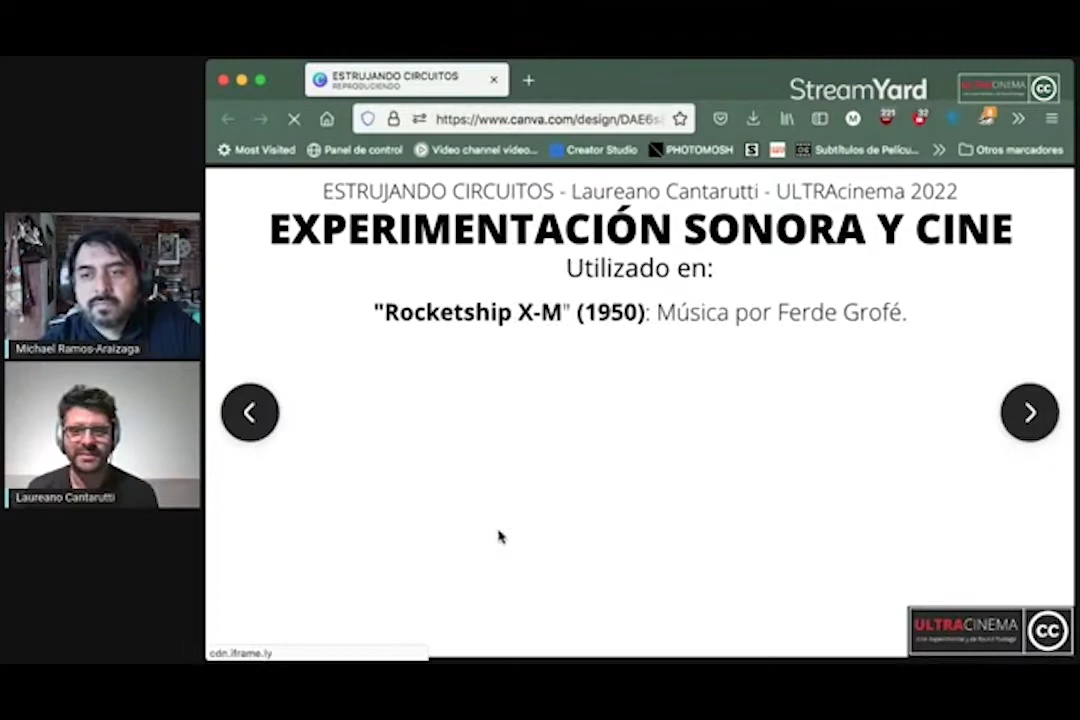 ESTRUJANDO CIRCUITOS
REPRODUCIENDO
StreamYard
ULTRACINEMA
https://www.canva.com/design/DAE6s
Most Visited
Panel de control
Video channel video...
Creator Studio
PHOTOMOSH
Subtítulos de Pelícu...
Otros marcadores
ESTRUJANDO CIRCUITOS - Laureano Cantarutti - ULTRAcinema 2022
EXPERIMENTACIÓN SONORA Y CINE
Utilizado en:
"Rocketship X-M" (1950): Música por Ferde Grofé.
Michael Ramos-Araizaga
Laureano Cantarutti
ULTRACINEMA
cc
cdn.iframe.ly